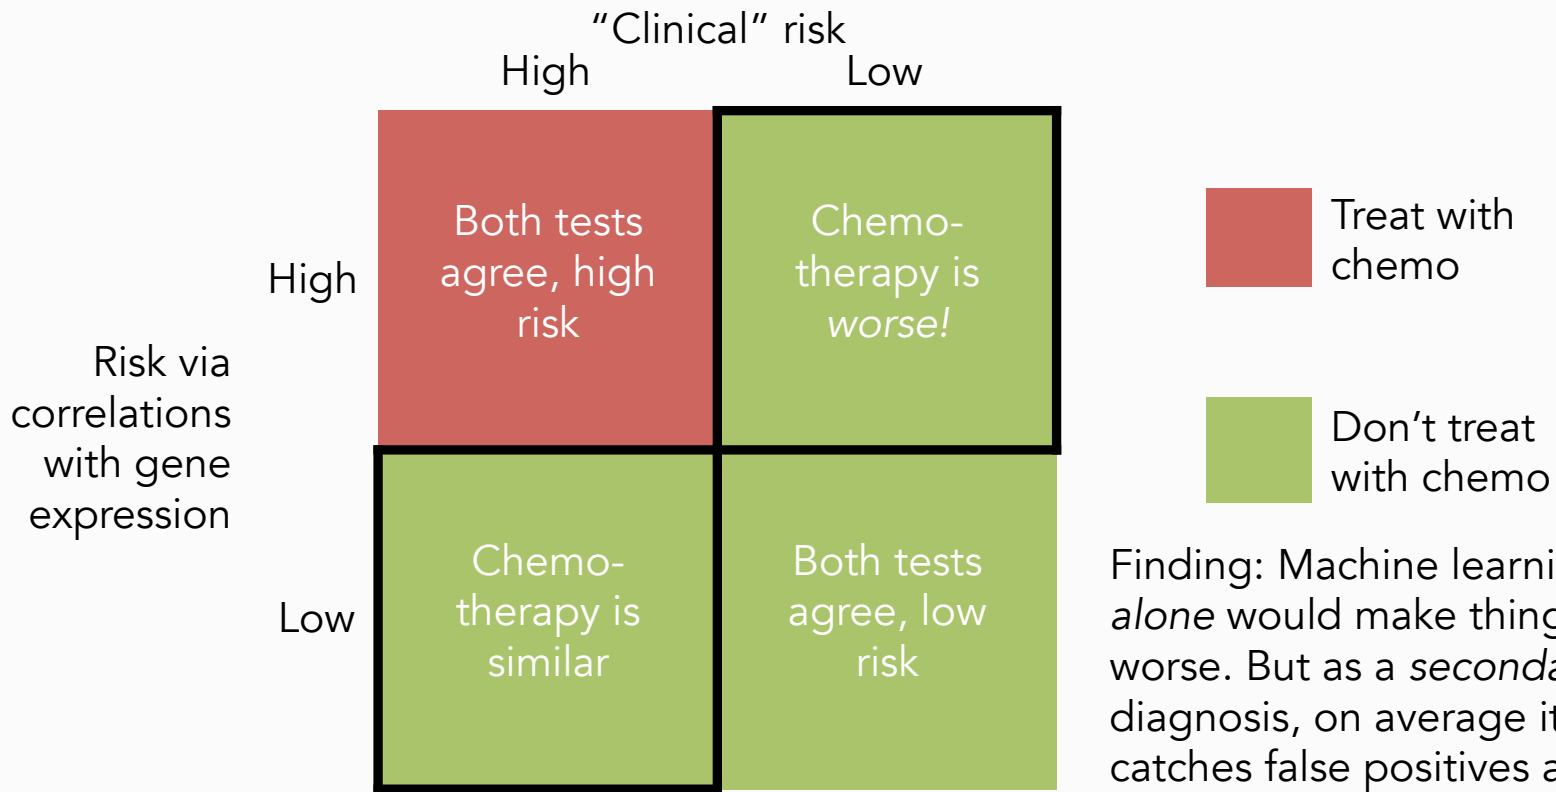 “Clinical” risk
High
Low
Both tests
agree, high
risk
Chemo-
therapy is
worse!
High
Risk via
correlations
with gene
expression
Chemo-
therapy is
similar
Both tests
agree, low
risk
Low
Treat with
chemo
Don’t treat
with chemo
Finding: Machine
alone would make
worse. But as a
diagnosis, on average
catches false positives